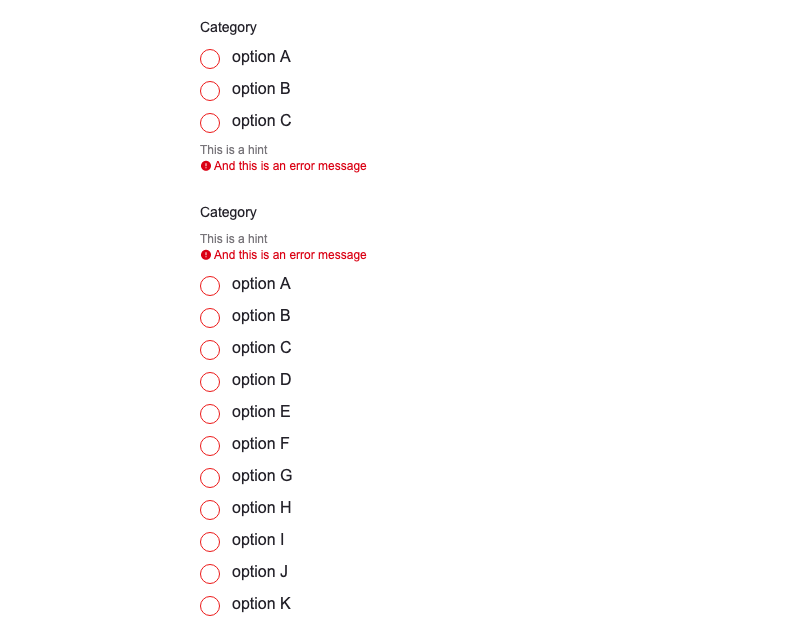 Category
option A
option B
option C
This is a hint
And this is an error message
Category
This is a hint
And this is an error message
option A
option B
option C
option D
option E
option F
option G
option H
option I
option J
option K